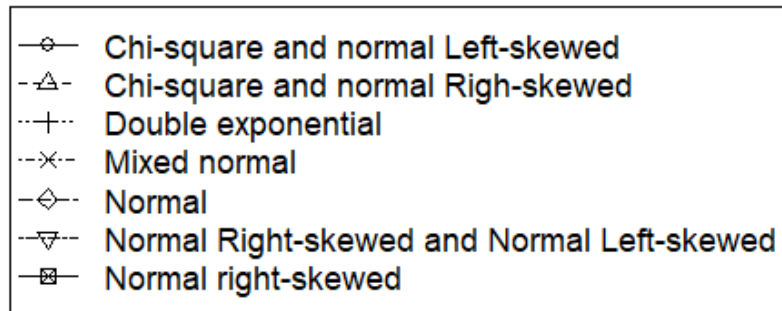 Chi-square and normal Left-skewed
Chi-square and normal Righ-skewed
Double exponential
Mixed normal
Normal
Normal Right-skewed and Normal Left-skewed
Normal right-skewed